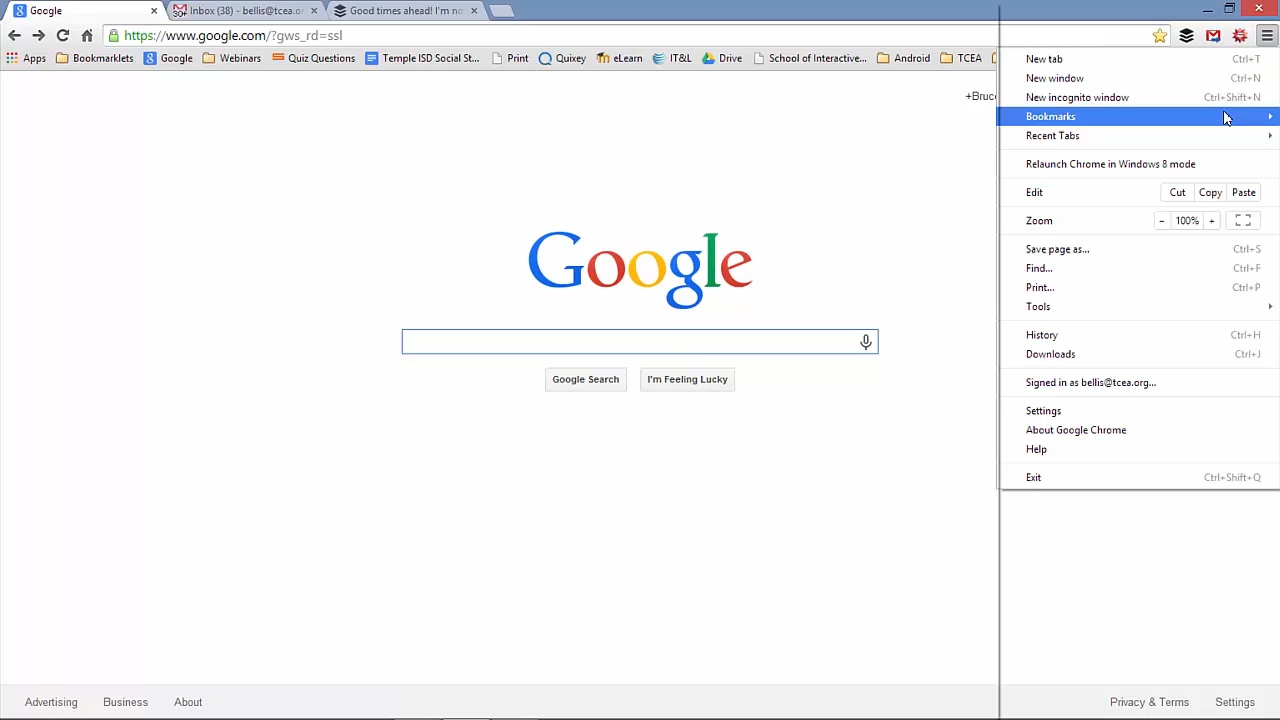 Google
Inbox (38) - bellis@tcea.or
Good times ahead! I'm no
https://www.google.com/?gws_rd=ssl
Apps
Bookmarklets
Google
Webinars
Quiz Questions
Temple ISD Social St...
Print
Quixey
eLearn
IT&L
Drive
School of Interactive...
Android
TCEA
+Bruc
New tab Ctrl+T
New window Ctrl+N
New incognito window Ctrl+Shift+N
Bookmarks
Recent Tabs
Relaunch Chrome in Windows 8 mode
Edit Cut Copy Paste
Zoom - 100% +
Save page as... Ctrl+S
Find... Ctrl+F
Print... Ctrl+P
Tools
History Ctrl+H
Downloads Ctrl+J
Signed in as bellis@tcea.org...
Settings
About Google Chrome
Help
Exit Ctrl+Shift+Q
Google
Google Search
I'm Feeling Lucky
Advertising
Business
About
Privacy & Terms
Settings